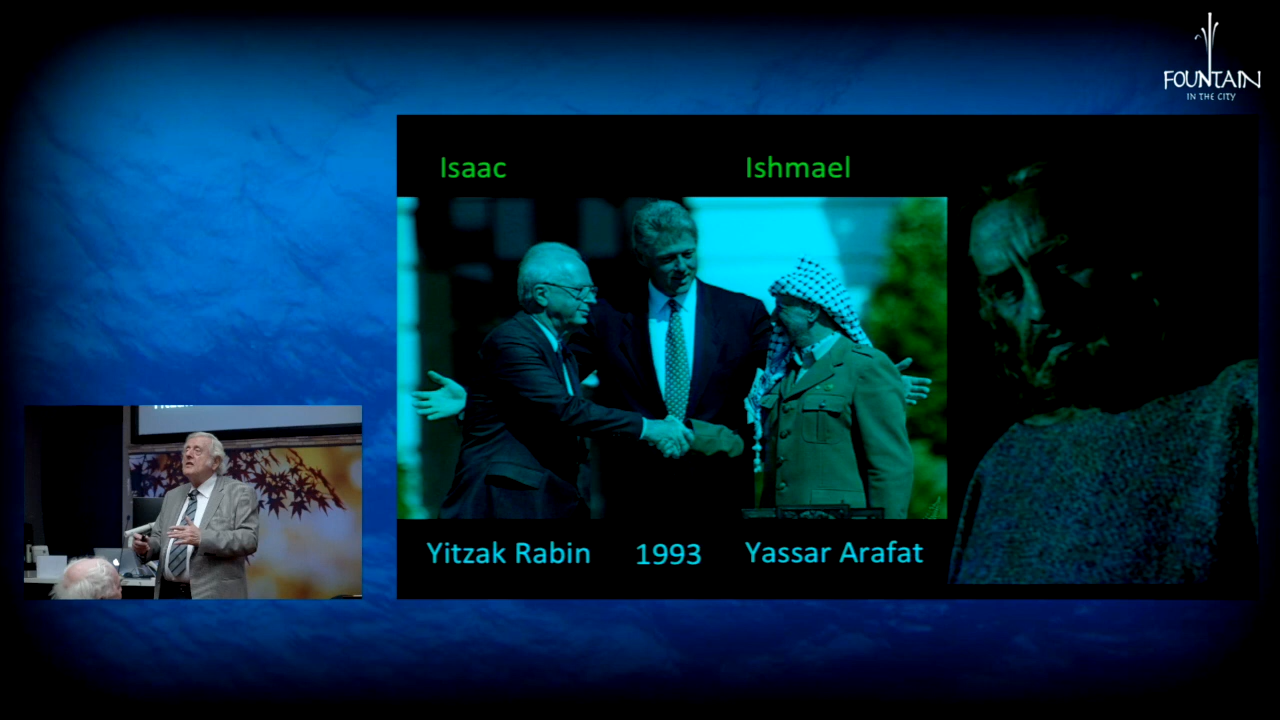 FOUNTAIN
IN THE CITY
Isaac
Ishmael
Yitzak Rabin
1993
Yassar Arafat